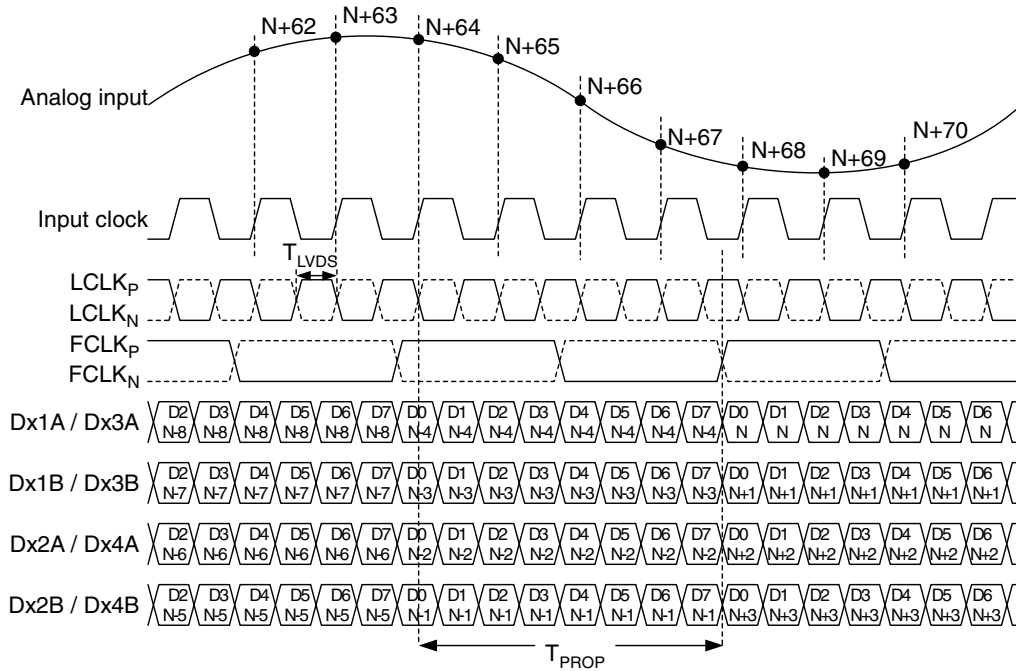 N+62 N+63 N+64 N+65 N+66 N+67 N+68 N+69 N+70
Analog input
Input clock
TLVDS
LCLKP
LCLKN
FCLKP
FCLKN
Dx1A / Dx3A D2 D3 D4 D5 D6 D7 D0 D1 D2 D3 D4 D5 D6 D7 D0 D1 D2 D3 D4 D5 D6
N-8 N-8 N-8 N-8 N-8 N-8 N-4 N-4 N-4 N-4 N-4 N-4 N-4 N-4 N N N N N N N
Dx1B / Dx3B D2 D3 D4 D5 D6 D7 D0 D1 D2 D3 D4 D5 D6 D7 D0 D1 D2 D3 D4 D5 D6
N-7 N-7 N-7 N-7 N-7 N-7 N-3 N-3 N-3 N-3 N-3 N-3 N-3 N-3 N+1 N+1 N+1 N+1 N+1 N+1 N+1
Dx2A / Dx4A D2 D3 D4 D5 D6 D7 D0 D1 D2 D3 D4 D5 D6 D7 D0 D1 D2 D3 D4 D5 D6
N-6 N-6 N-6 N-6 N-6 N-6 N-2 N-2 N-2 N-2 N-2 N-2 N-2 N-2 N+2 N+2 N+2 N+2 N+2 N+2 N+2
Dx2B / Dx4B D2 D3 D4 D5 D6 D7 D0 D1 D2 D3 D4 D5 D6 D7 D0 D1 D2 D3 D4 D5 D6
N-5 N-5 N-5 N-5 N-5 N-5 N-1 N-1 N-1 N-1 N-1 N-1 N-1 N-1 N+3 N+3 N+3 N+3 N+3 N+3 N+3
TPROP